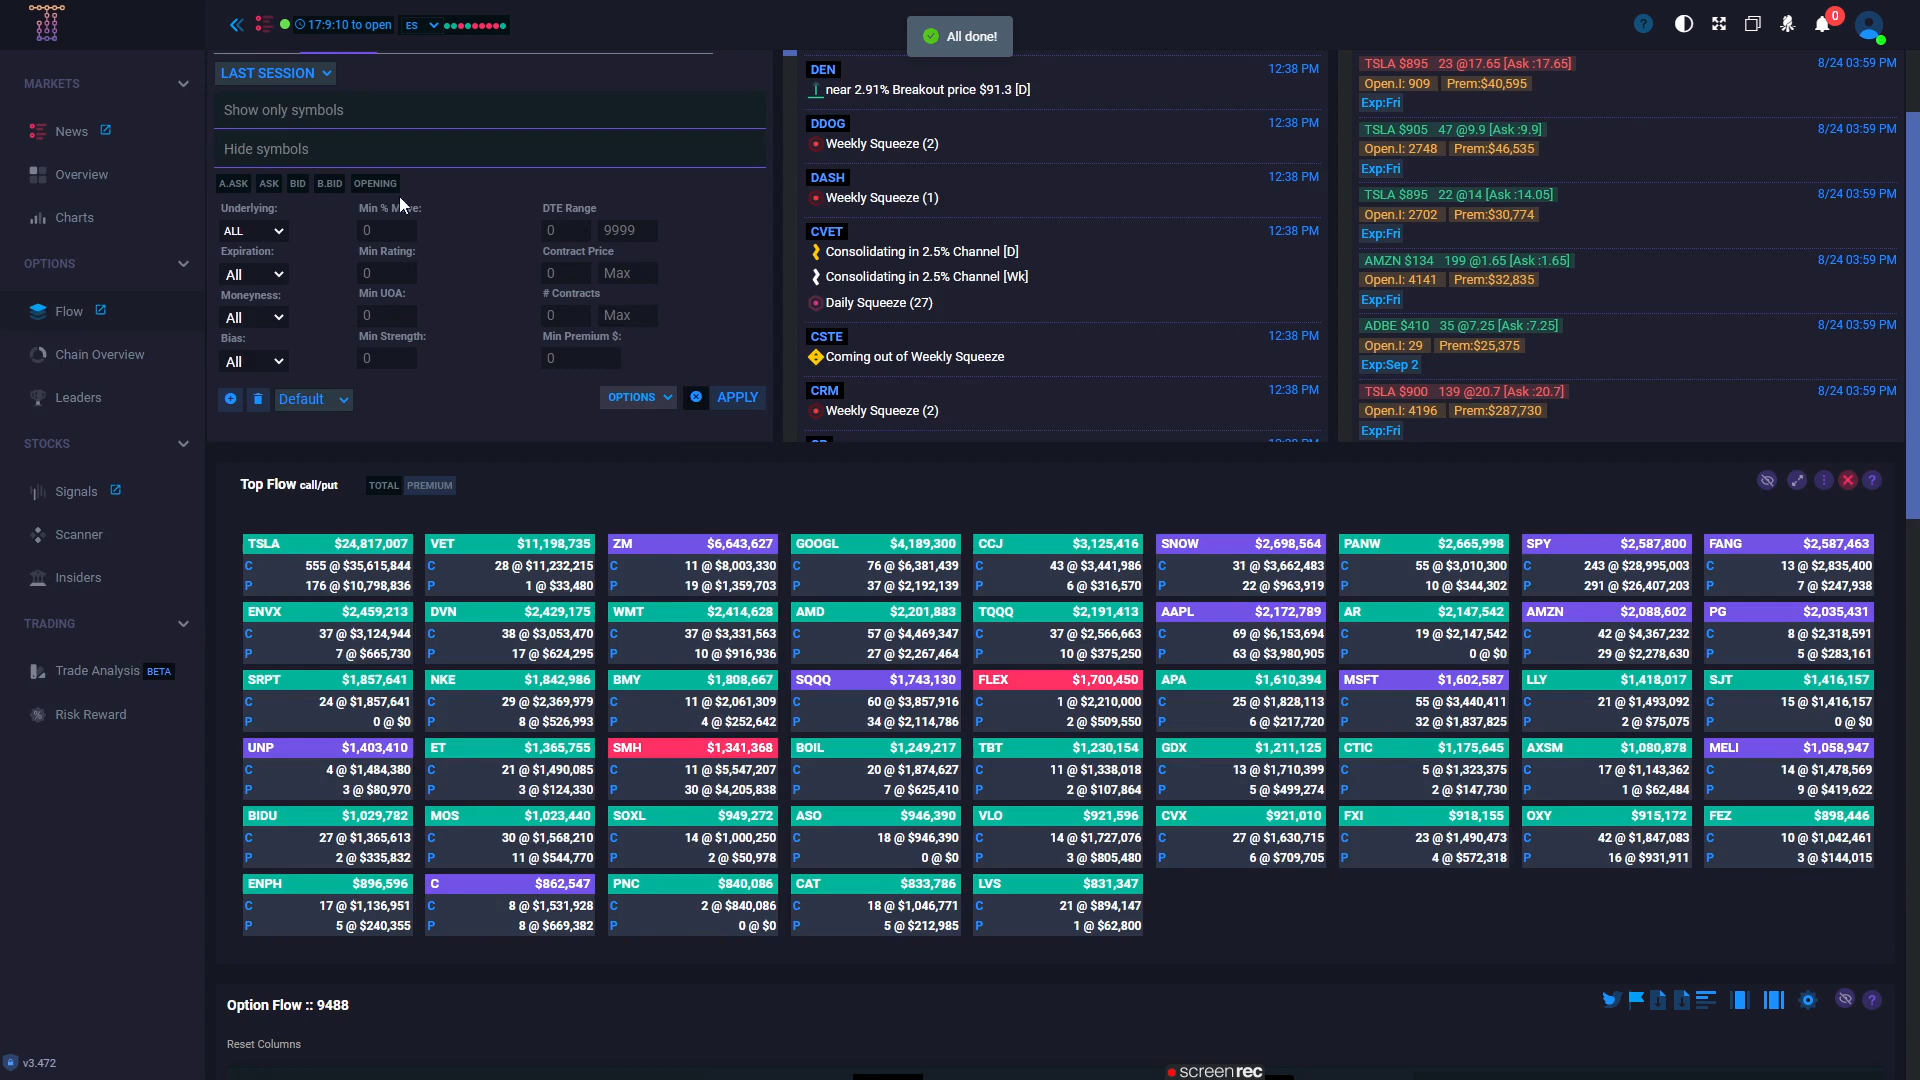 17:9:10 to open
ES
All done!
0
MARKETS
News
Overview
Charts
OPTIONS
Flow
Chain Overview
Leaders
STOCKS
Signals
Scanner
Insiders
TRADING
Trade Analysis BETA
Risk Reward
v3.472
LAST SESSION
Show only symbols
Hide symbols
A.ASK ASK BID B.BID OPENING
Underlying:
ALL
Expiration:
All
Moneyness:
All
Bias:
All
0
Min Rating:
0
Min UOA:
0
Min Strength:
0
DTE Range
0 9999
Contract Price
0 Max
# Contracts
0 Max
Min Premium $:
0
Default
OPTIONS
APPLY
DEN 12:38 PM
near 2.91% Breakout price $91.3 [D]
DDOG 12:38 PM
Weekly Squeeze (2)
DASH 12:38 PM
Weekly Squeeze (1)
CVET 12:38 PM
Consolidating in 2.5% Channel [D]
Consolidating in 2.5% Channel [Wk]
Daily Squeeze (27)
CSTE 12:38 PM
Coming out of Weekly Squeeze
CRM 12:38 PM
Weekly Squeeze (2)
TSLA $895 23 @17.65 [Ask :17.65] 8/24 03:59 PM
Open.I: 909 Prem:$40,595
Exp:Fri
TSLA $905 47 @9.9 [Ask :9.9] 8/24 03:59 PM
Open.I: 2748 Prem:$46,535
Exp:Fri
TSLA $895 22 @14 [Ask :14.05] 8/24 03:59 PM
Open.I: 2702 Prem:$30,774
Exp:Fri
AMZN $134 199 @1.65 [Ask :1.65] 8/24 03:59 PM
Open.I: 4141 Prem:$32,835
Exp:Fri
ADBE $410 35 @7.25 [Ask :7.25] 8/24 03:59 PM
Open.I: 29 Prem:$25,375
Exp:Sep 2
TSLA $900 139 @20.7 [Ask :20.7] 8/24 03:59 PM
Open.I: 4196 Prem:$287,730
Exp:Fri
Top Flow call/put TOTAL PREMIUM
TSLA $24,817,007 VET $11,198,735 ZM $6,643,627 GOOGL $4,189,300 CCJ $3,125,416 SNOW $2,698,564 PANW $2,665,998 SPY $2,587,800 FANG $2,587,463
C 555 @ $35,615,844 C 28 @ $11,232,215 C 11 @ $8,003,330 C 76 @ $6,381,439 C 43 @ $3,441,986 C 31 @ $3,662,483 C 55 @ $3,010,300 C 243 @ $28,995,003 C 13 @ $2,835,400
P 176 @ $10,798,836 P 1 @ $33,480 P 19 @ $1,359,703 P 37 @ $2,192,139 P 6 @ $316,570 P 22 @ $963,919 P 10 @ $344,302 P 291 @ $26,407,203 P 7 @ $247,938
ENVX $2,459,213 DVN $2,429,175 WMT $2,414,628 AMD $2,201,883 TQQQ $2,191,413 AAPL $2,172,789 AR $2,147,542 AMZN $2,088,602 PG $2,035,431
C 37 @ $3,124,944 C 38 @ $3,053,470 C 37 @ $3,331,563 C 57 @ $4,469,347 C 37 @ $2,566,663 C 69 @ $6,153,694 C 19 @ $2,147,542 C 42 @ $4,367,232 C 8 @ $2,318,591
P 7 @ $665,730 P 17 @ $624,295 P 10 @ $916,936 P 27 @ $2,267,464 P 10 @ $375,250 P 63 @ $3,980,905 P 0 @ $0 P 29 @ $2,278,630 P 5 @ $283,161
SRPT $1,857,641 NKE $1,842,986 BMY $1,808,667 SQQQ $1,743,130 FLEX $1,700,450 APA $1,610,394 MSFT $1,602,587 LLY $1,418,017 SJT $1,416,157
C 24 @ $1,857,641 C 29 @ $2,369,979 C 11 @ $2,061,309 C 60 @ $3,857,916 C 1 @ $2,210,000 C 25 @ $1,828,113 C 55 @ $3,440,411 C 21 @ $1,493,092 C 15 @ $1,416,157
P 0 @ $0 P 8 @ $526,993 P 4 @ $252,642 P 34 @ $2,114,786 P 2 @ $509,550 P 6 @ $217,720 P 32 @ $1,837,825 P 2 @ $75,075 P 0 @ $0
UNP $1,403,410 ET $1,365,755 SMH $1,341,368 BOIL $1,249,217 TBT $1,230,154 GDX $1,211,125 CTIC $1,175,645 AXSM $1,080,878 MELI $1,058,947
C 4 @ $1,484,380 C 21 @ $1,490,085 C 11 @ $5,547,207 C 20 @ $1,874,627 C 11 @ $1,338,018 C 13 @ $1,710,399 C 5 @ $1,323,375 C 17 @ $1,143,362 C 14 @ $1,478,569
P 3 @ $80,970 P 3 @ $124,330 P 30 @ $4,205,838 P 7 @ $625,410 P 2 @ $107,864 P 5 @ $499,274 P 2 @ $147,730 P 1 @ $62,484 P 9 @ $419,622
BIDU $1,029,782 MOS $1,023,440 SOXL $949,272 ASO $946,390 VLO $921,596 CVX $921,010 FXI $918,155 OXY $915,172 FEZ $898,446
C 27 @ $1,365,613 C 30 @ $1,568,210 C 14 @ $1,000,250 C 18 @ $946,390 C 14 @ $1,727,076 C 27 @ $1,630,715 C 23 @ $1,490,473 C 42 @ $1,847,083 C 10 @ $1,042,461
P 2 @ $335,832 P 11 @ $544,770 P 2 @ $50,978 P 0 @ $0 P 3 @ $805,480 P 6 @ $709,705 P 4 @ $572,318 P 16 @ $931,911 P 3 @ $144,015
ENPH $896,596 C $862,547 PNC $840,086 CAT $833,786 LVS $831,347
C 17 @ $1,136,951 C 8 @ $1,531,928 C 2 @ $840,086 C 18 @ $1,046,771 C 21 @ $894,147
P 5 @ $240,355 P 8 @ $669,382 P 0 @ $0 P 5 @ $212,985 P 1 @ $62,800
Option Flow :: 9488
Reset Columns
screenrec